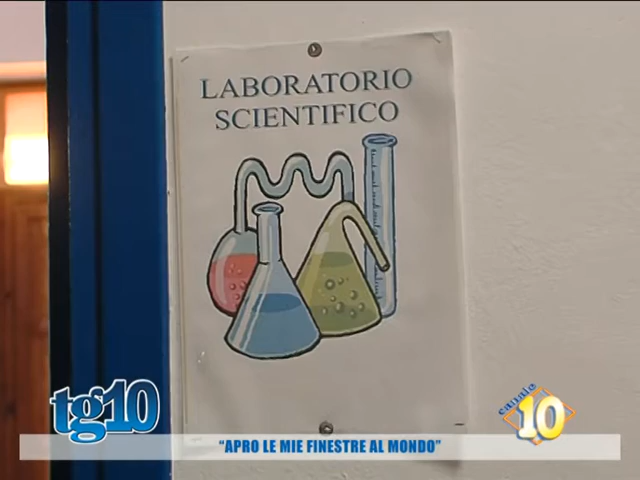 LABORATORIO
SCIENTIFICO
tg10
canale
10
“APRO LE MIE FINESTRE AL MONDO”